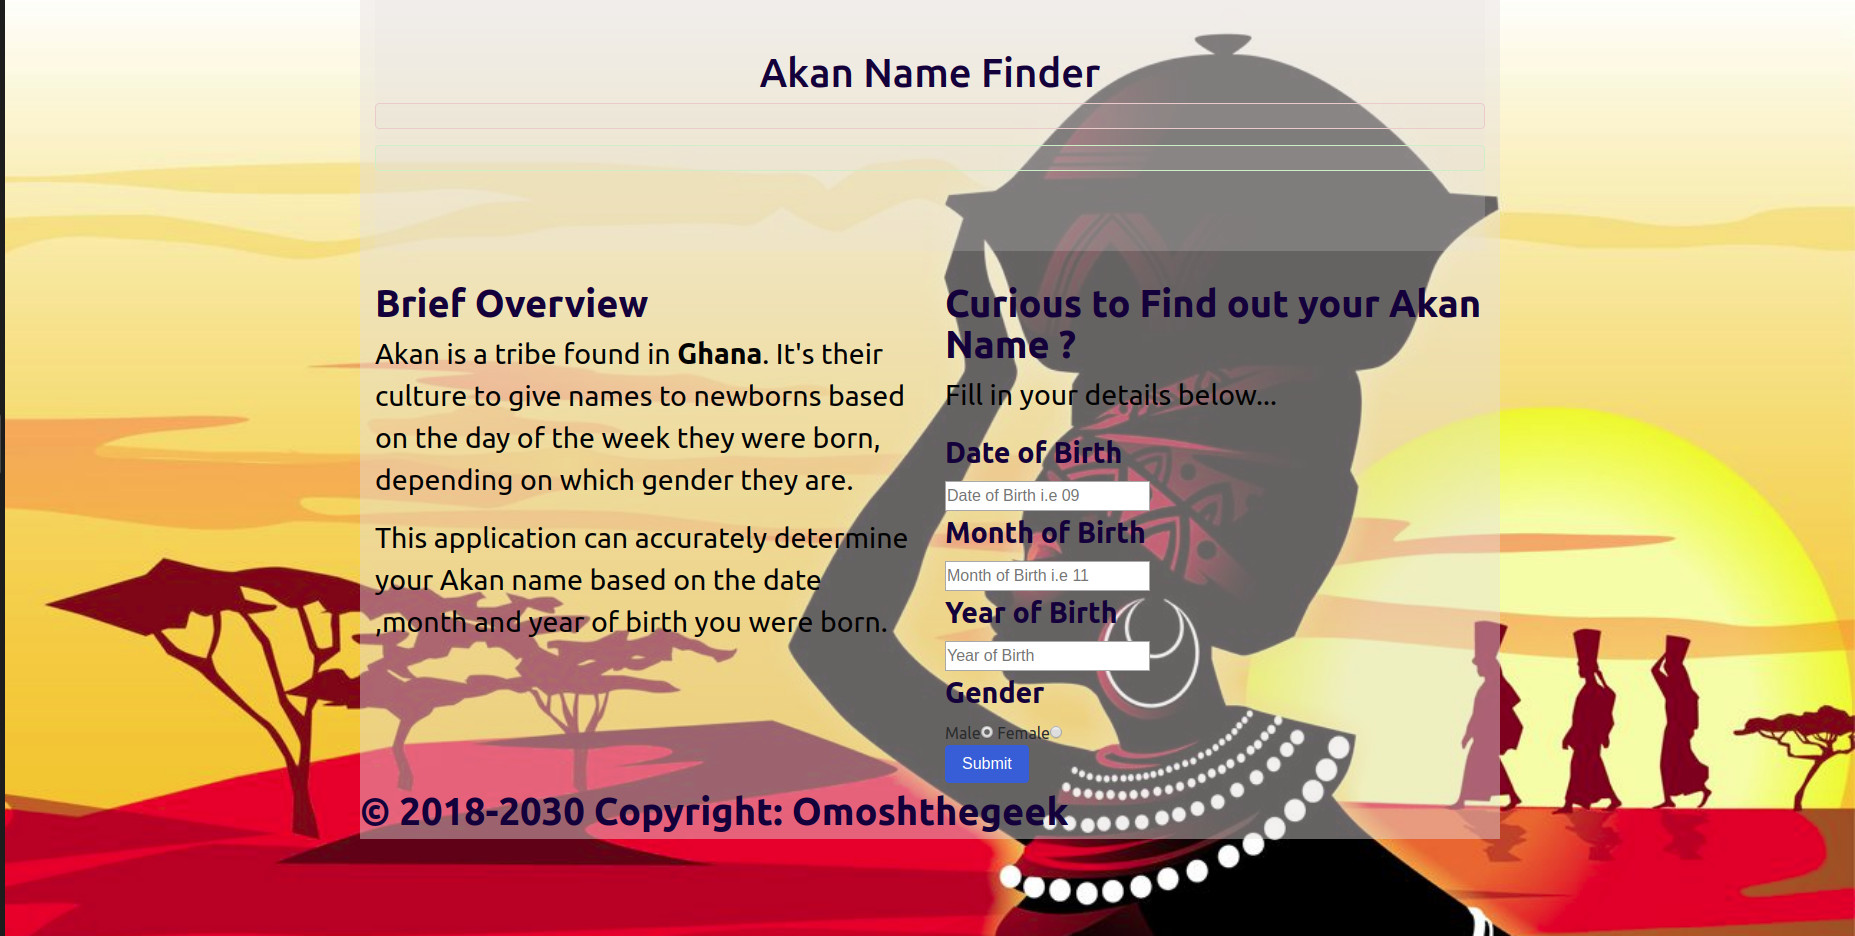 Akan Name Finder
Brief Overview
Akan is a tribe found in Ghana. It's their
culture to give names to newborns based
on the day of the week they were born,
depending on which gender they are.
This application can accurately determine
your Akan name based on the date
,month and year of birth you were born.
Curious to Find out your Akan
Name ?
Fill in your details below...
Date of Birth
Date of Birth i.e 09
Month of Birth
Month of Birth i.e 11
Year of Birth
Year of Birth
Gender
Male Female
Submit
© 2018-2030 Copyright: Omoshthegeek